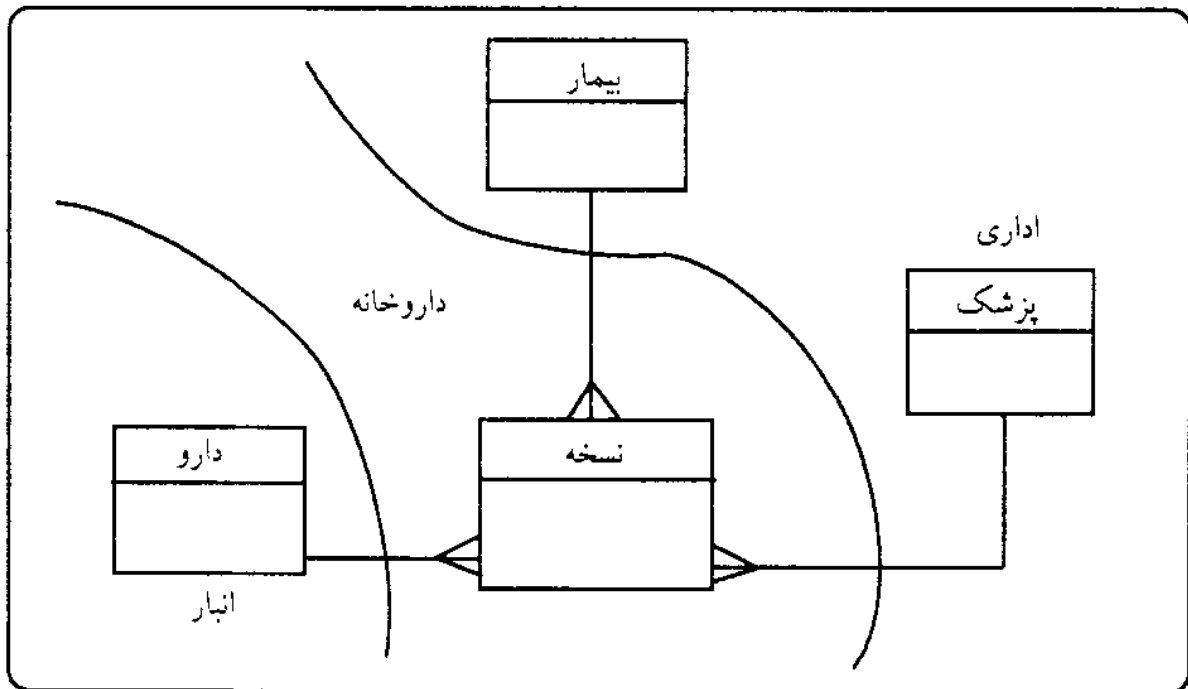 بیمار
اداری
پزشک
داروخانه
نسخه
دارو
انبار